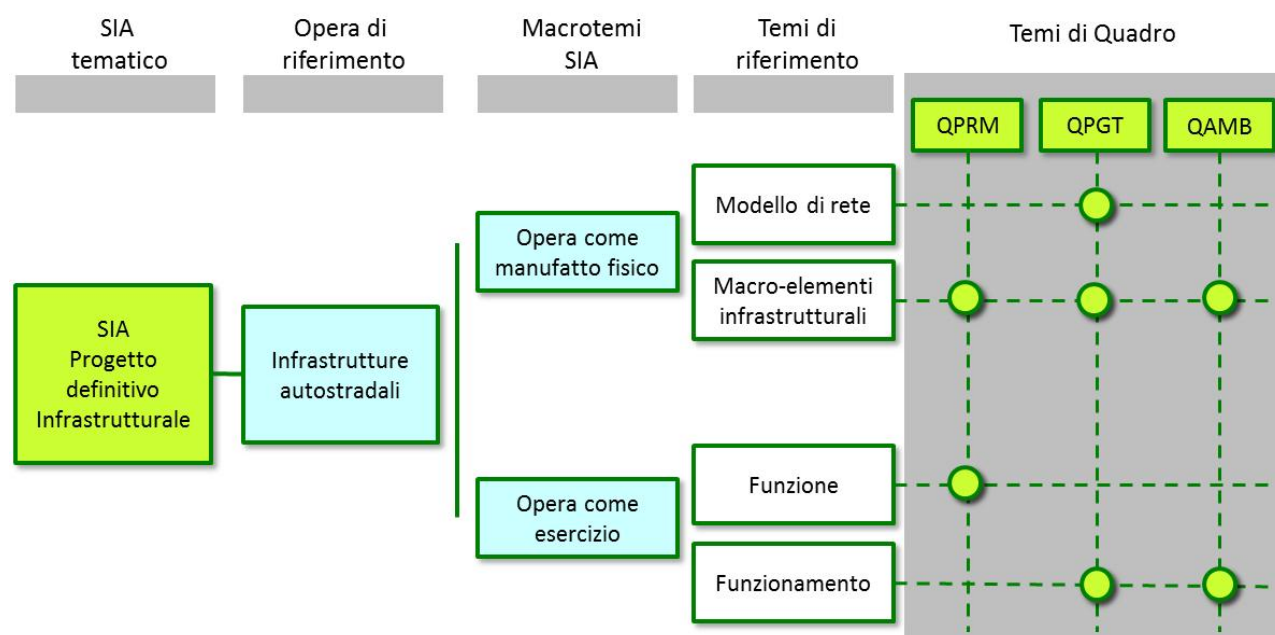 SIA
tematico
Opera di
riferimento
Macrotemi
SIA
Temi di
riferimento
Temi di Quadro
QPRM
QPGT
QAMB
Modello di rete
Opera come
manufatto fisico
Macro-elementi
infrastrutturali
SIA
Progetto
definitivo
Infrastrutturale
Infrastrutture
autostradali
Funzione
Opera come
esercizio
Funzionamento